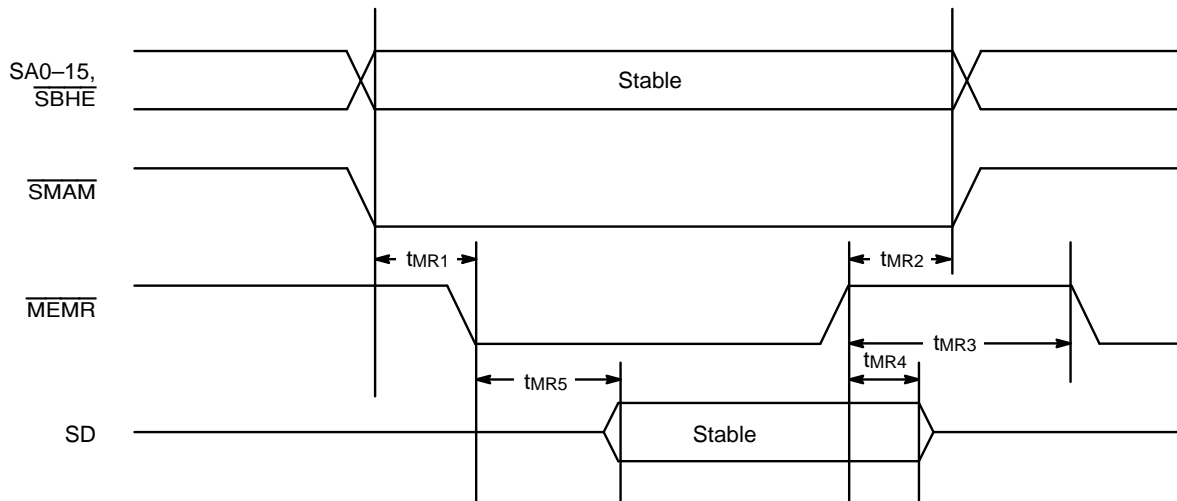 SA0–15,
SBHE
Stable
SMAM
tMR1
tMR2
MEMR
tMR3
tMR4
tMR5
SD
Stable